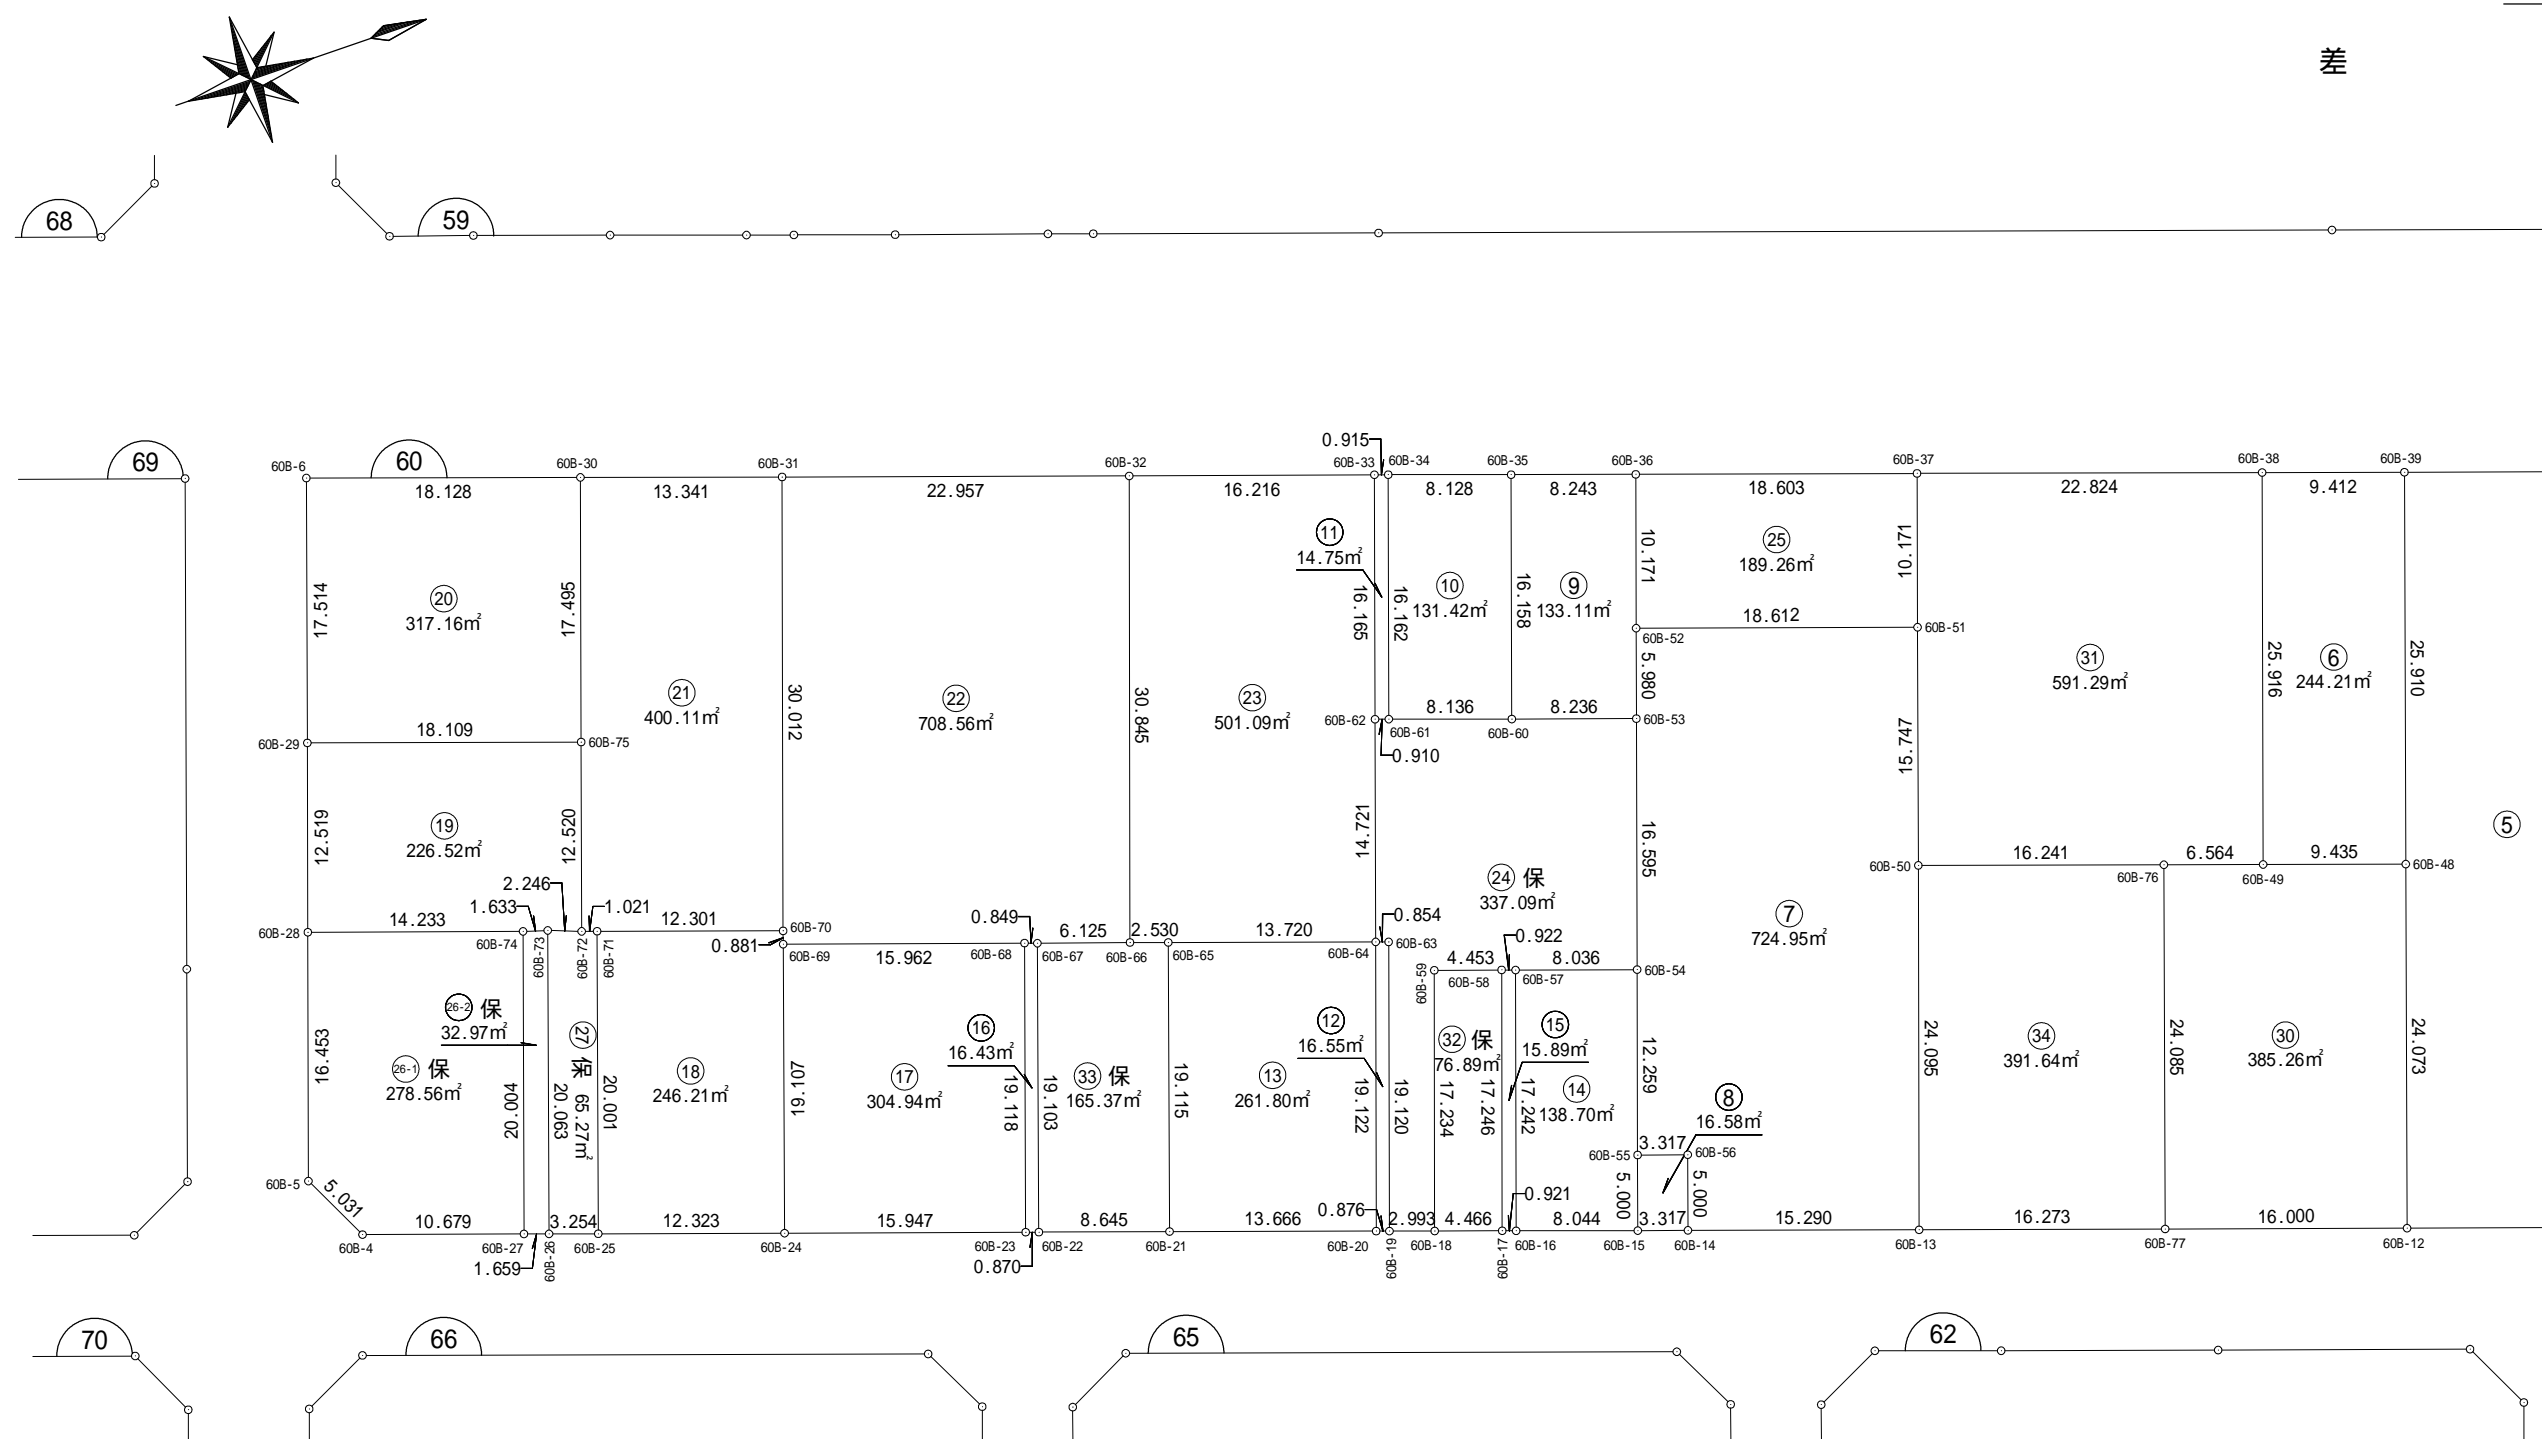 差
68
59
69
60
60B-6
60B-30
60B-31
60B-32
60B-33
0.915
60B-34
60B-35
60B-36
60B-37
60B-38
60B-39
18.128
13.341
22.957
16.216
8.128
8.243
18.603
22.824
9.412
17.514
⑳
317.16㎡
17.495
㉑
400.11㎡
30.012
㉒
708.56㎡
30.845
㉓
501.09㎡
⑪
14.75㎡
16.165
16.162
⑩
131.42㎡
16.158
⑨
133.11㎡
10.171
㉕
189.26㎡
10.171
18.612
60B-52
60B-51
5.980
㉛
591.29㎡
25.916
⑥
244.21㎡
25.910
60B-29
18.109
60B-75
60B-62
8.136
8.236
60B-53
60B-61
60B-60
0.910
15.747
12.519
⑲
226.52㎡
12.520
14.721
16.595
⑤
60B-50
16.241
6.564
9.435
60B-48
60B-76
60B-49
2.246
1.633
1.021
㉔ 保
337.09㎡
⑦
724.95㎡
60B-28
14.233
12.301
60B-70
0.849
6.125
2.530
13.720
0.854
60B-74
60B-73
60B-72
60B-71
0.881
60B-69
15.962
60B-68
60B-67
60B-66
60B-65
60B-64
60B-63
0.922
60B-59
4.453
8.036
60B-58
60B-57
60B-54
16.453
26-2 保
32.97㎡
26-1 保
278.56㎡
20.004
20.063
㉗ 保 65.27㎡
20.001
⑱
246.21㎡
19.107
⑰
304.94㎡
⑯
16.43㎡
19.118
19.103
㉝ 保
165.37㎡
19.115
⑬
261.80㎡
⑫
16.55㎡
19.122
19.120
㉜ 保
76.89㎡
17.234
17.246
⑮
15.89㎡
17.242
⑭
138.70㎡
12.259
⑧
16.58㎡
24.095
㉞
391.64㎡
24.085
㉚
385.26㎡
24.073
60B-55
3.317
60B-56
5.000
5.000
60B-5
5.031
10.679
3.254
12.323
15.947
8.645
13.666
0.876
2.993
4.466
0.921
8.044
3.317
15.290
16.273
16.000
60B-4
60B-27
60B-26
60B-25
60B-24
60B-23
60B-22
60B-21
60B-20
60B-19
60B-18
60B-17
60B-16
60B-15
60B-14
60B-13
60B-77
60B-12
1.659
0.870
70
66
65
62